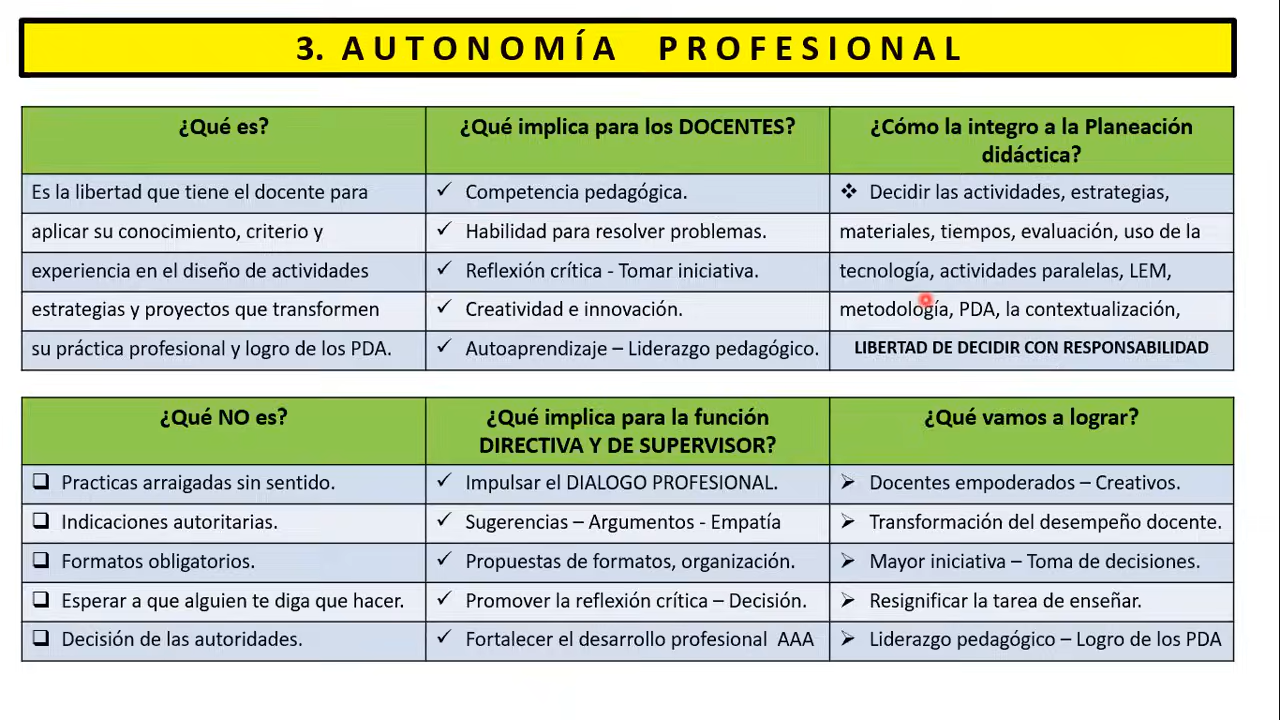 3. AUTONOMÍA PROFESIONAL
¿Qué es?
Es la libertad que tiene el docente para
aplicar su conocimiento, criterio y
experiencia en el diseño de actividades
estrategias y proyectos que transformen
su práctica profesional y logro de los PDA.
¿Qué implica para los DOCENTES?
✓ Competencia pedagógica.
✓ Habilidad para resolver problemas.
✓ Reflexión crítica - Tomar iniciativa.
✓ Creatividad e innovación.
✓ Autoaprendizaje – Liderazgo pedagógico.
¿Cómo la integro a la Planeación
didáctica?
❖ Decidir las actividades, estrategias,
materiales, tiempos, evaluación, uso de la
tecnología, actividades paralelas, LEM,
metodología, PDA, la contextualización,
LIBERTAD DE DECIDIR CON RESPONSABILIDAD
¿Qué NO es?
❑ Practicas arraigadas sin sentido.
❑ Indicaciones autoritarias.
❑ Formatos obligatorios.
❑ Esperar a que alguien te diga que hacer.
❑ Decisión de las autoridades.
¿Qué implica para la función
DIRECTIVA Y DE SUPERVISOR?
✓ Impulsar el DIALOGO PROFESIONAL.
✓ Sugerencias – Argumentos - Empatía
✓ Propuestas de formatos, organización.
✓ Promover la reflexión crítica – Decisión.
✓ Fortalecer el desarrollo profesional AAA
¿Qué vamos a lograr?
➢ Docentes empoderados – Creativos.
➢ Transformación del desempeño docente.
➢ Mayor iniciativa – Toma de decisiones.
➢ Resignificar la tarea de enseñar.
➢ Liderazgo pedagógico – Logro de los PDA